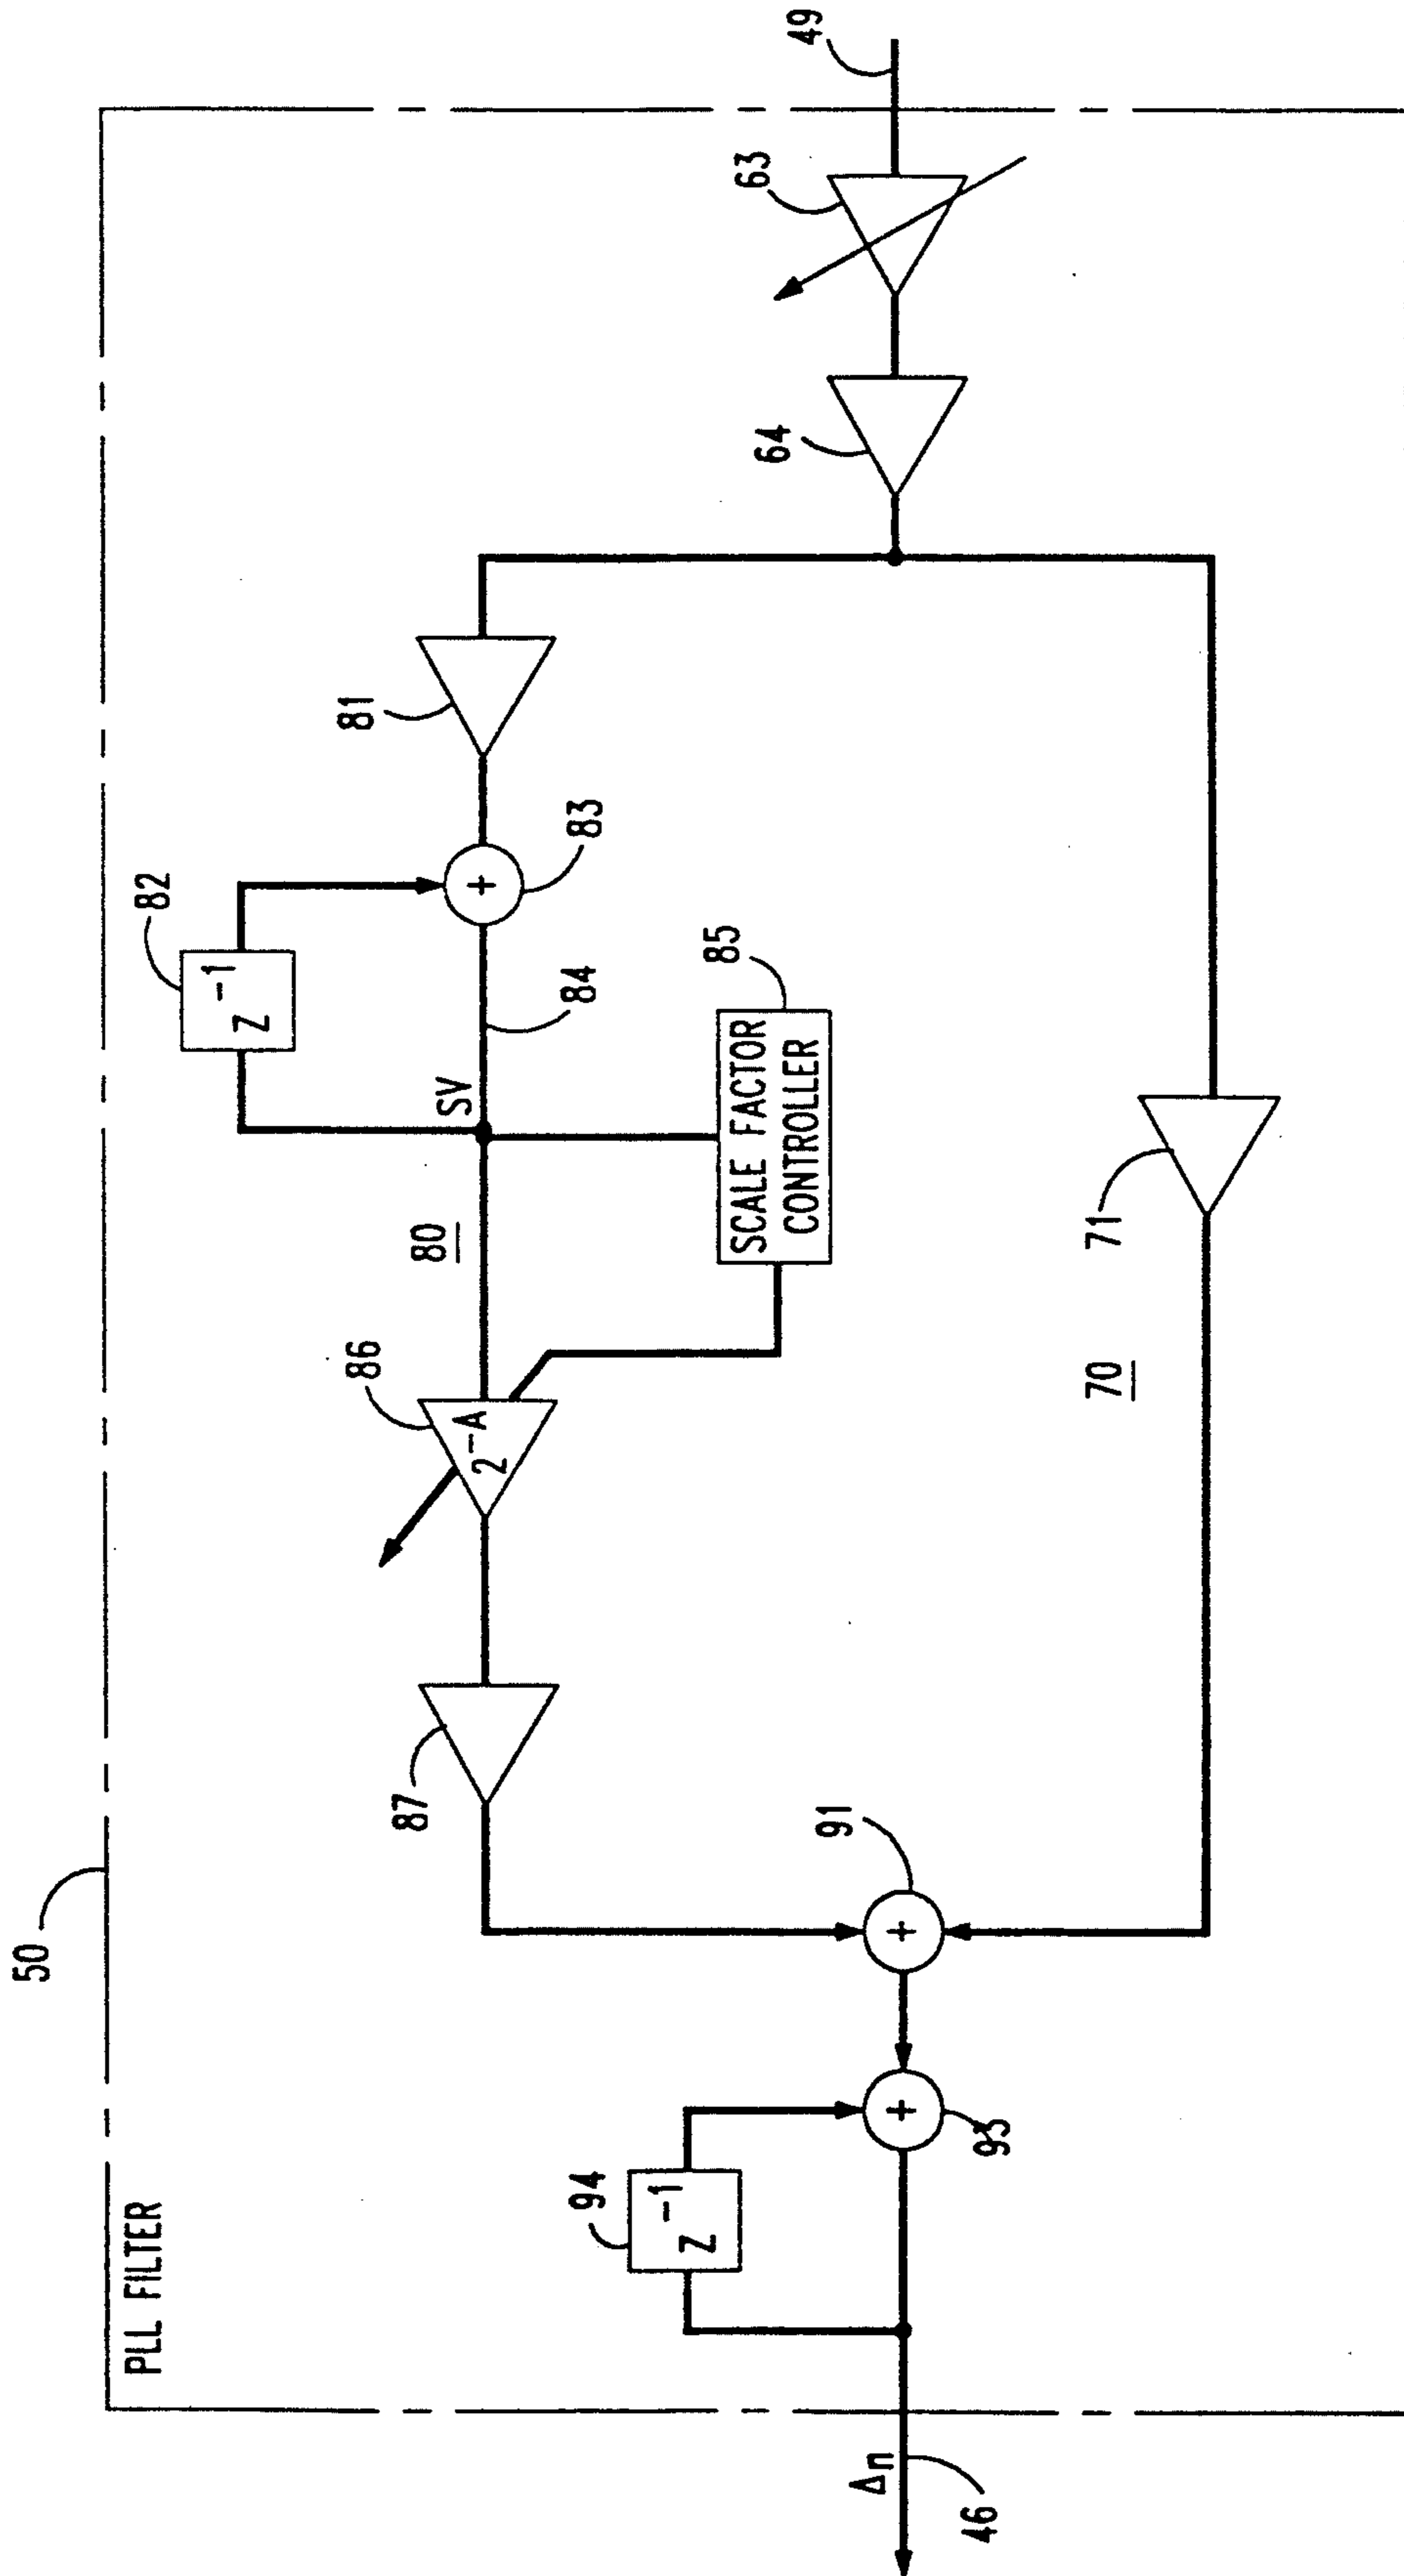 PLL FILTER
50
Δn
46
94
z⁻¹
+
93
+
91
87
86
2⁻ᴬ
80
SV
84
82
z⁻¹
+
83
81
SCALE FACTOR
CONTROLLER
85
70
71
64
63
49